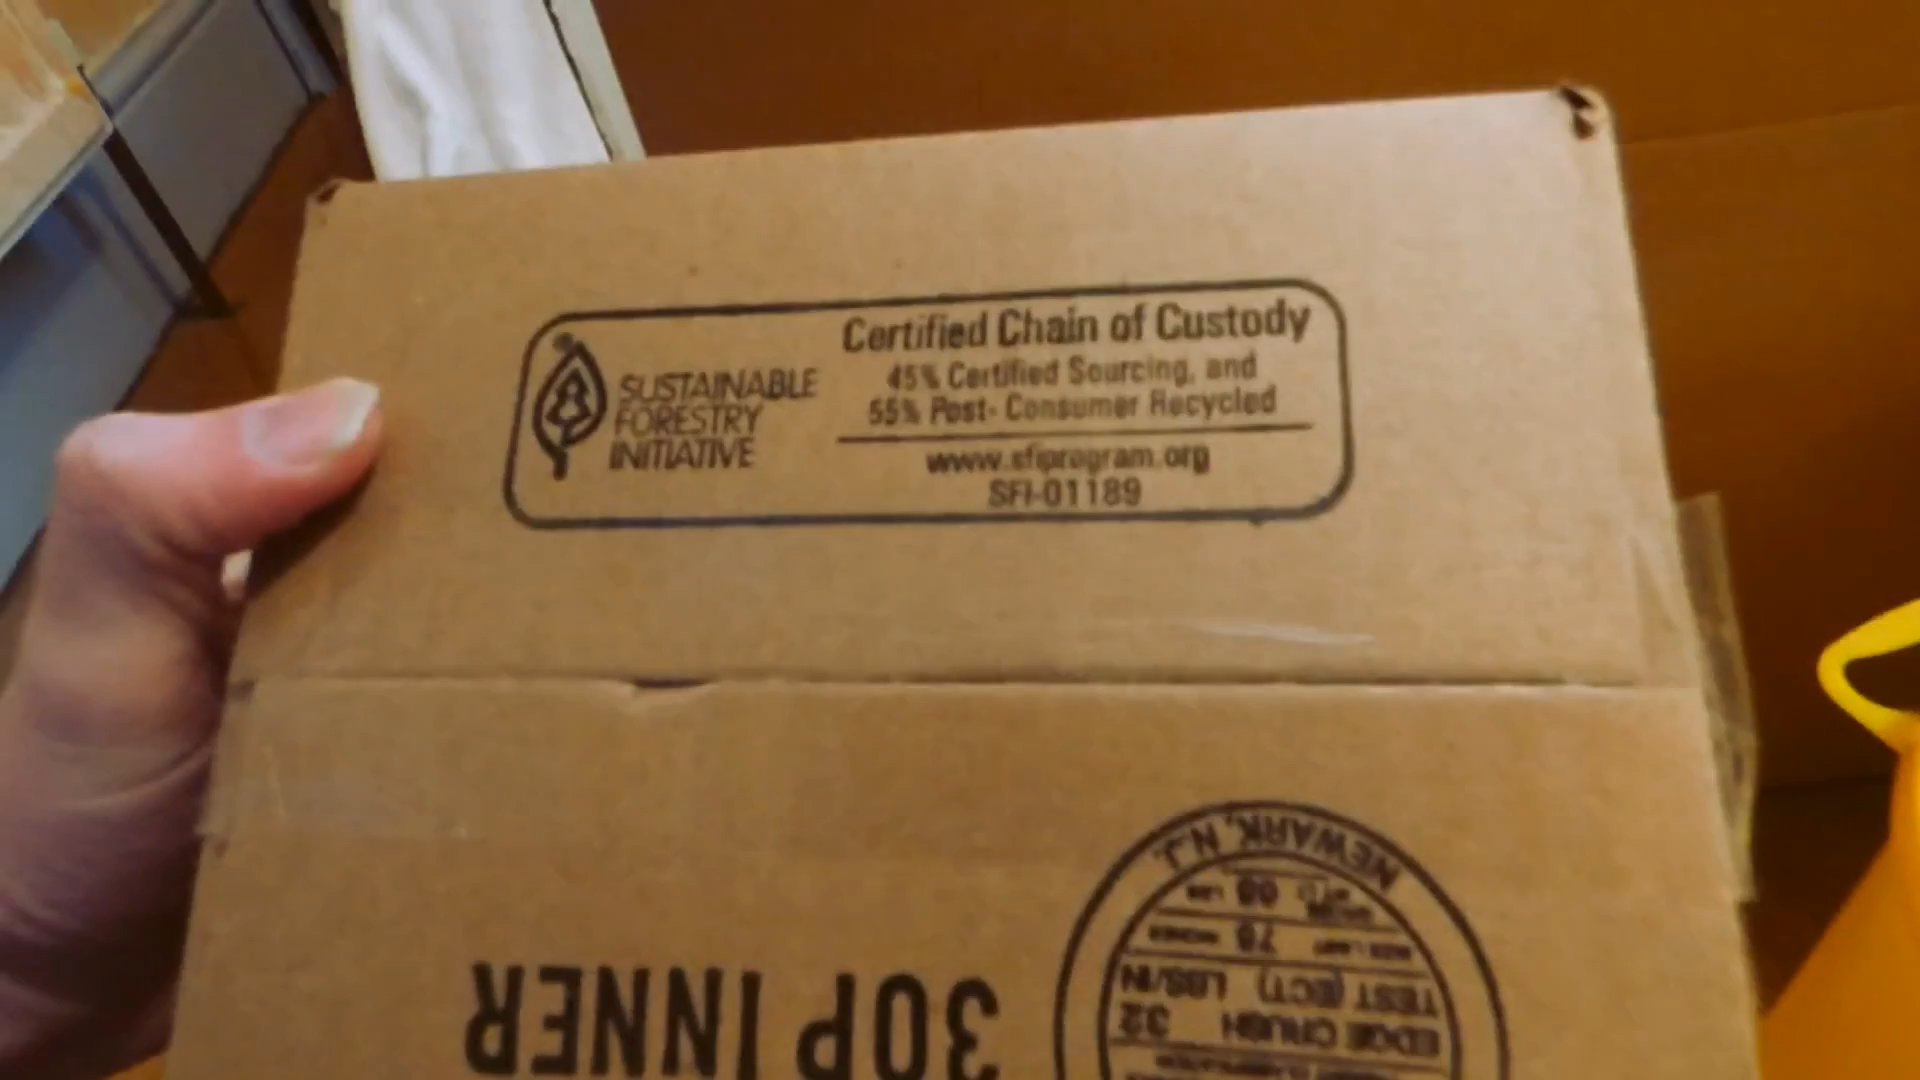 SUSTAINABLE
FORESTRY
INITIATIVE
Certified Chain of Custody
45% Certified Sourcing, and
55% Post-Consumer Recycled
www.sfiprogram.org
SFI-01189
30P INNER
EDGE CRUSH 32
TEST (ECT) LBS/IN
NEWARK, N.J.